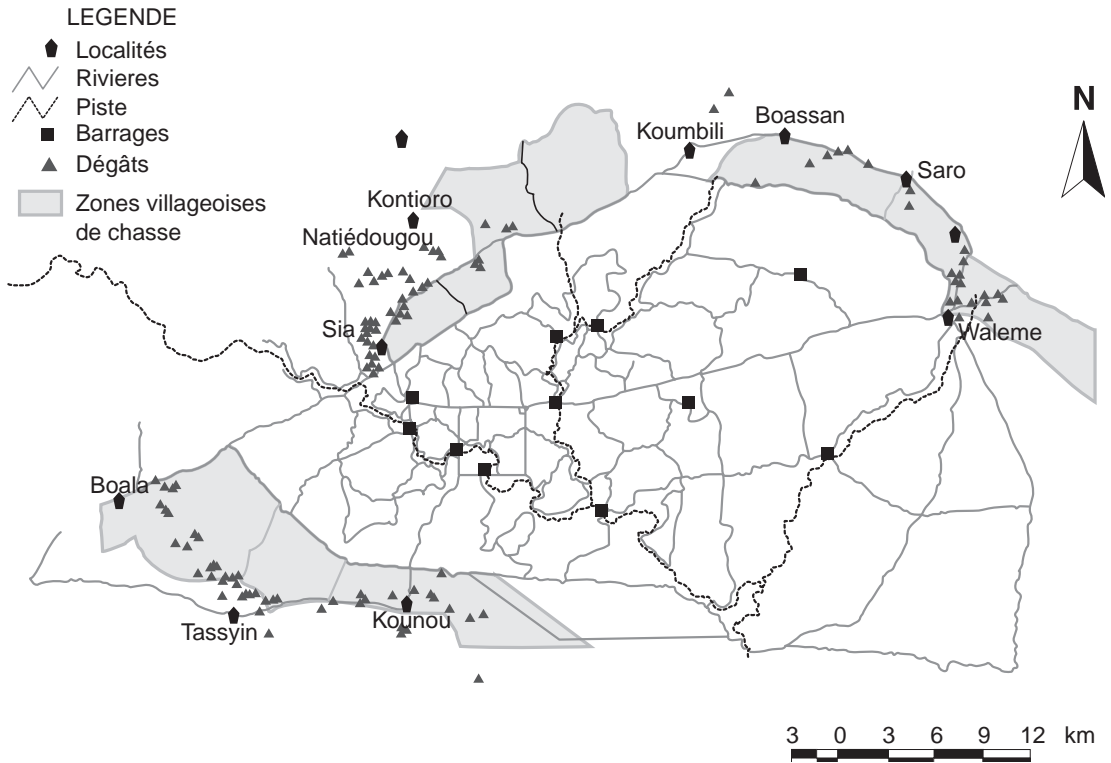 LEGENDE
Localités
Rivieres
Piste
Barrages
Dégâts
Zones villageoises
de chasse
N
Koumbili
Boassan
Saro
Kontioro
Natiédougou
Sia
Waleme
Boala
Tassyin
Kounou
3 0 3 6 9 12 km